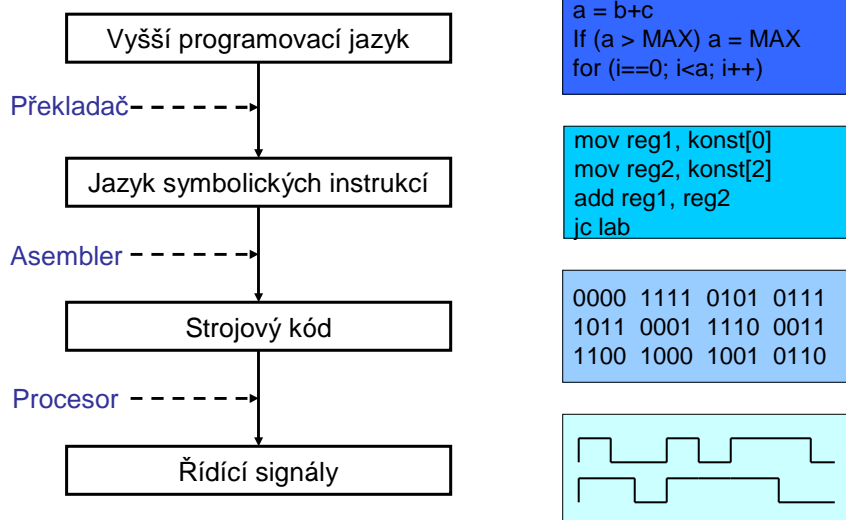 Vyšší programovací jazyk
Překladač
Jazyk symbolických instrukcí
Asembler
Strojový kód
Procesor
Řídící signály
a = b+c
If (a > MAX) a = MAX
for (i==0; i<a; i++)
mov reg1, konst[0]
mov reg2, konst[2]
add reg1, reg2
jc lab
0000 1111 0101 0111
1011 0001 1110 0011
1100 1000 1001 0110